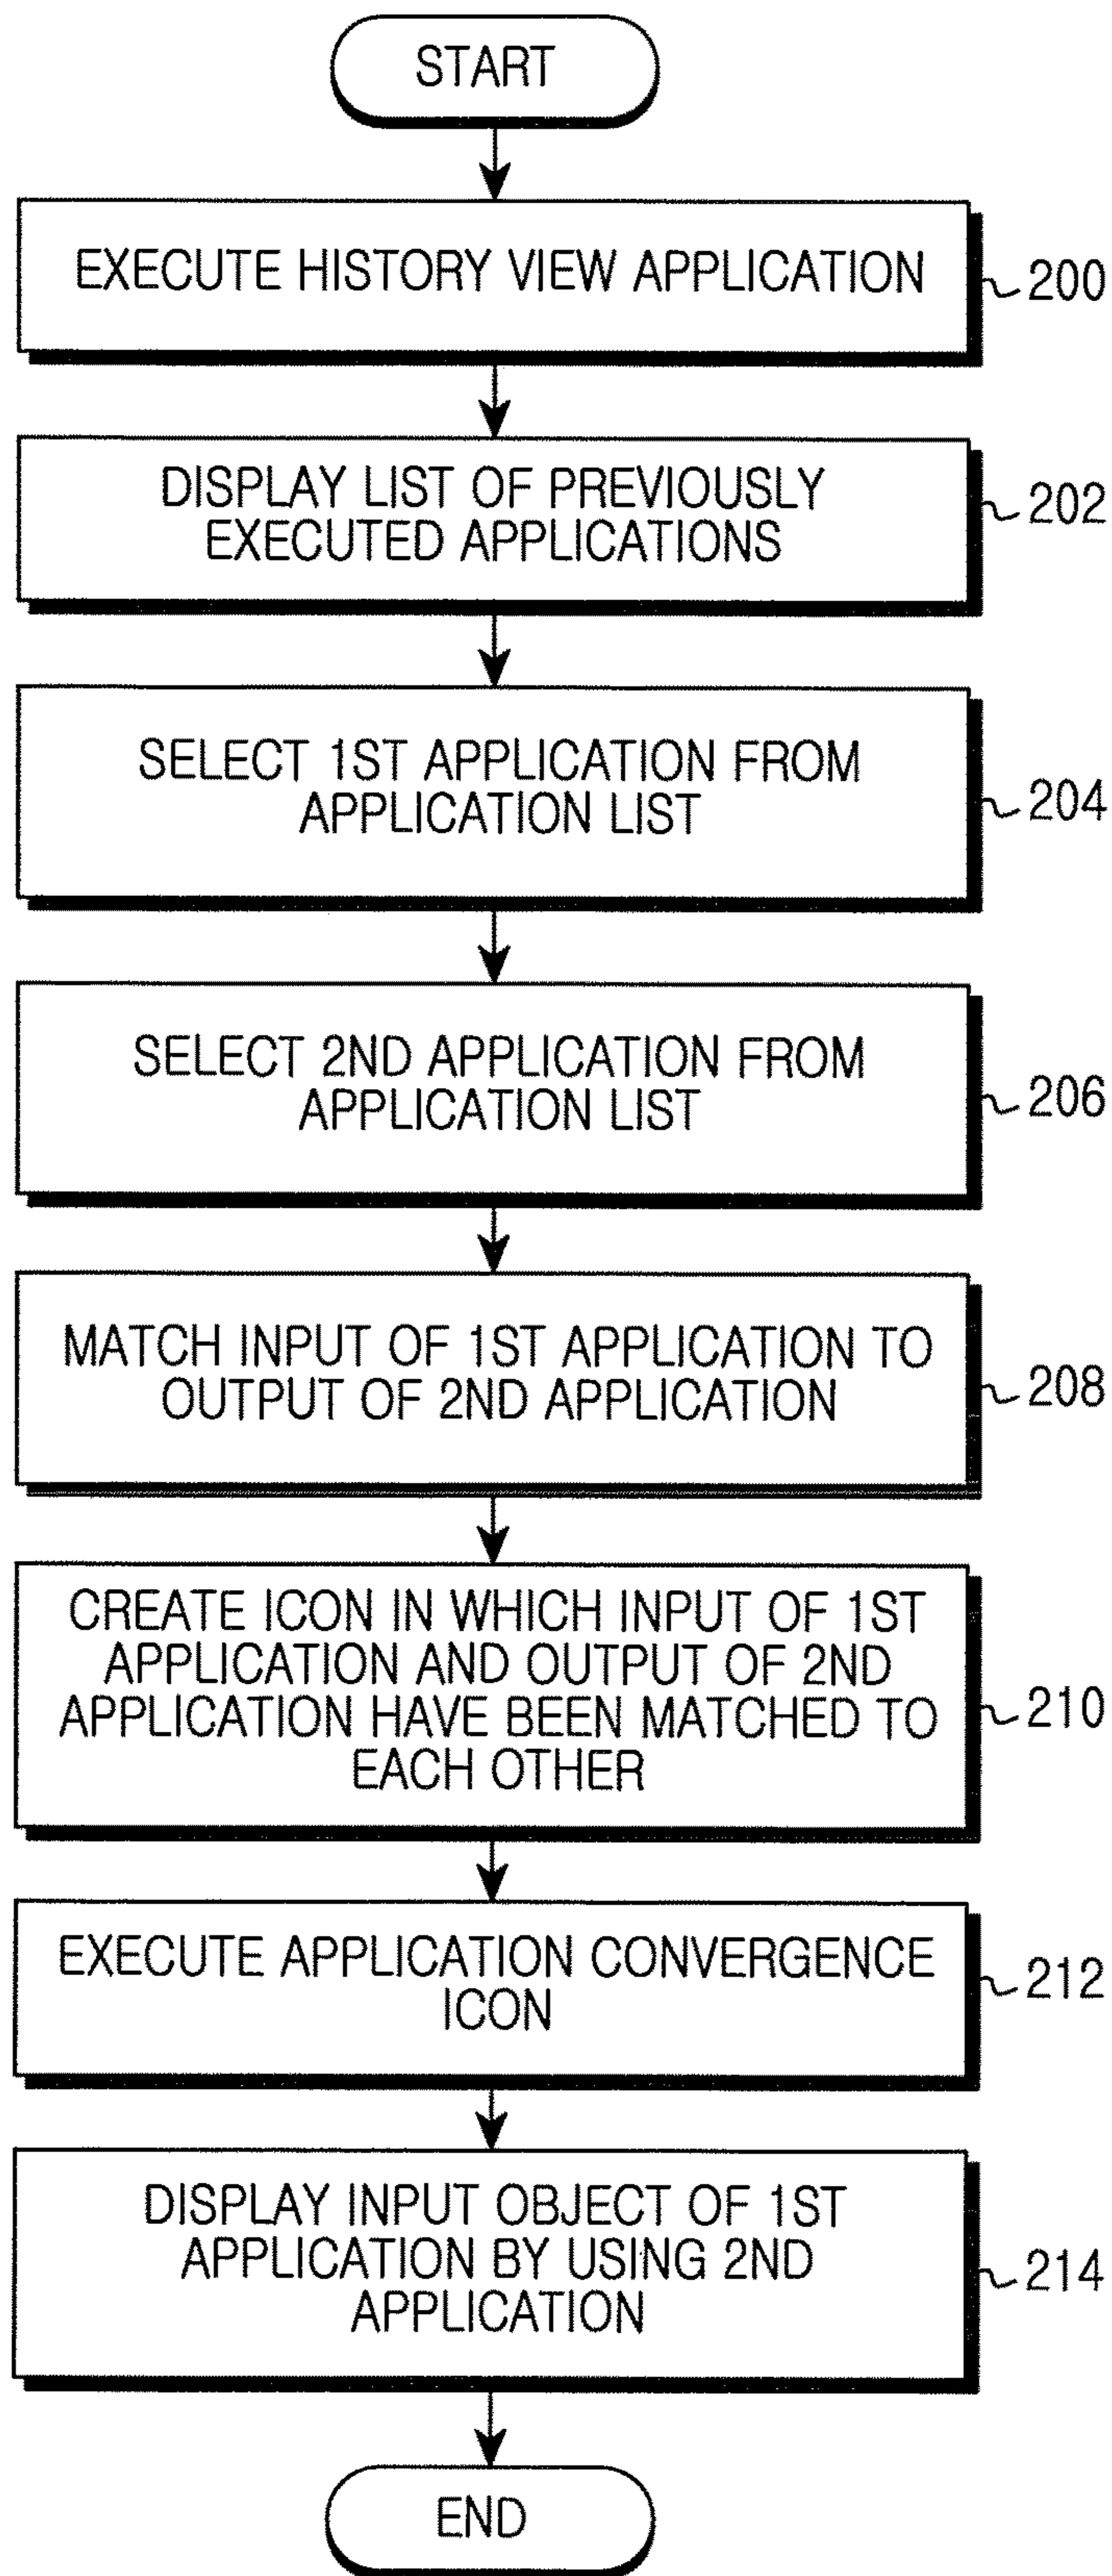 START
EXECUTE HISTORY VIEW APPLICATION
200
DISPLAY LIST OF PREVIOUSLY
EXECUTED APPLICATIONS
202
SELECT 1ST APPLICATION FROM
APPLICATION LIST
204
SELECT 2ND APPLICATION FROM
APPLICATION LIST
206
MATCH INPUT OF 1ST APPLICATION TO
OUTPUT OF 2ND APPLICATION
208
CREATE ICON IN WHICH INPUT OF 1ST
APPLICATION AND OUTPUT OF 2ND
APPLICATION HAVE BEEN MATCHED TO
EACH OTHER
210
EXECUTE APPLICATION CONVERGENCE
ICON
212
DISPLAY INPUT OBJECT OF 1ST
APPLICATION BY USING 2ND
APPLICATION
214
END